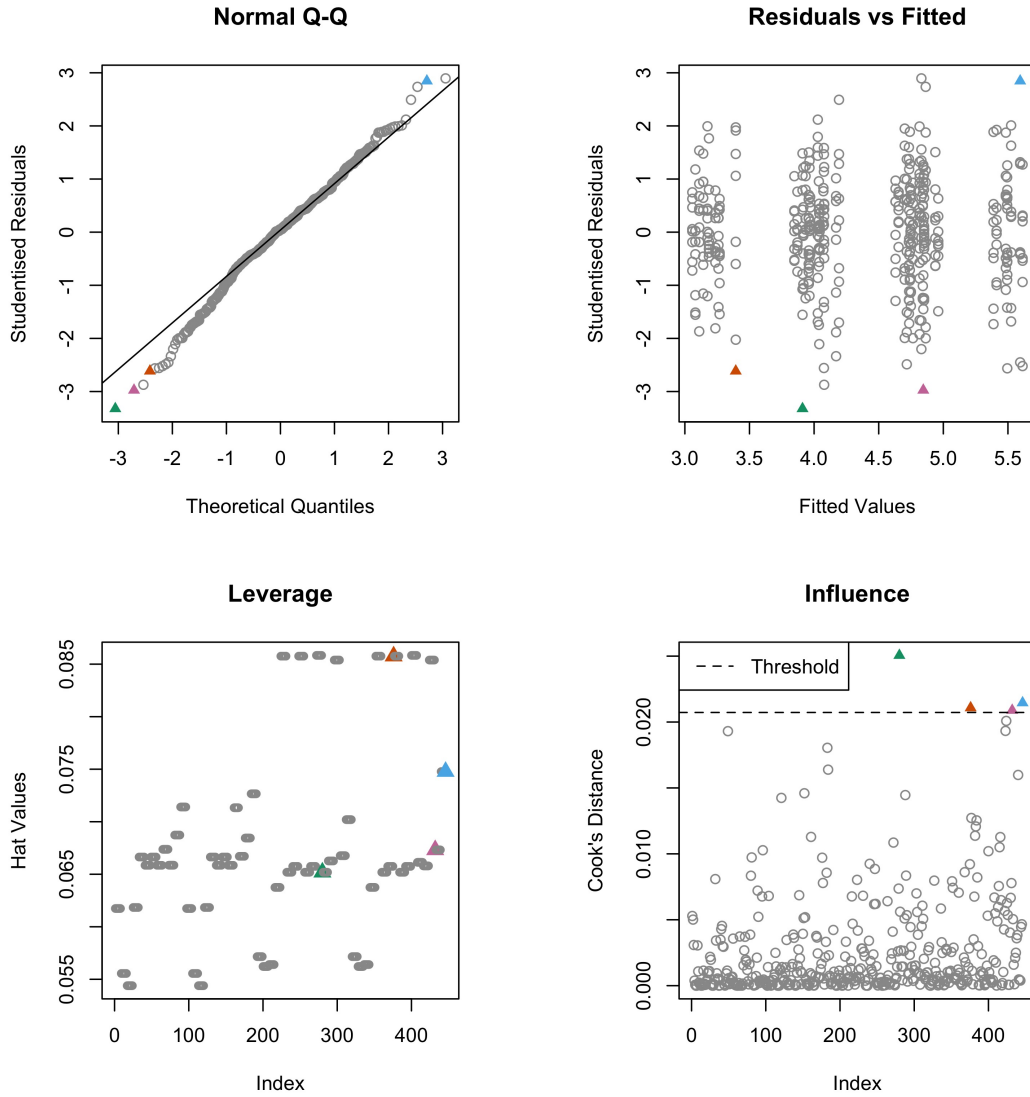 Normal Q-Q
Studentised Residuals
3
2
1
0
-1
-2
-3
-3 -2 -1 0 1 2 3
Theoretical Quantiles
Residuals vs Fitted
Studentised Residuals
3
2
1
0
-1
-2
-3
3.0 3.5 4.0 4.5 5.0 5.5
Fitted Values
Leverage
Hat Values
0.085
0.075
0.065
0.055
0 100 200 300 400
Index
Influence
Threshold
Cook's Distance
0.020
0.010
0.000
0 100 200 300 400
Index